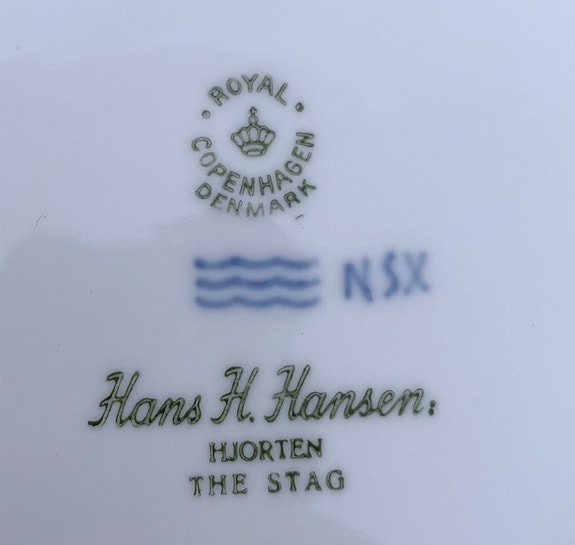 • ROYAL •
COPENHAGEN
DENMARK
NSX
Hans H. Hansen:
HJORTEN
THE STAG